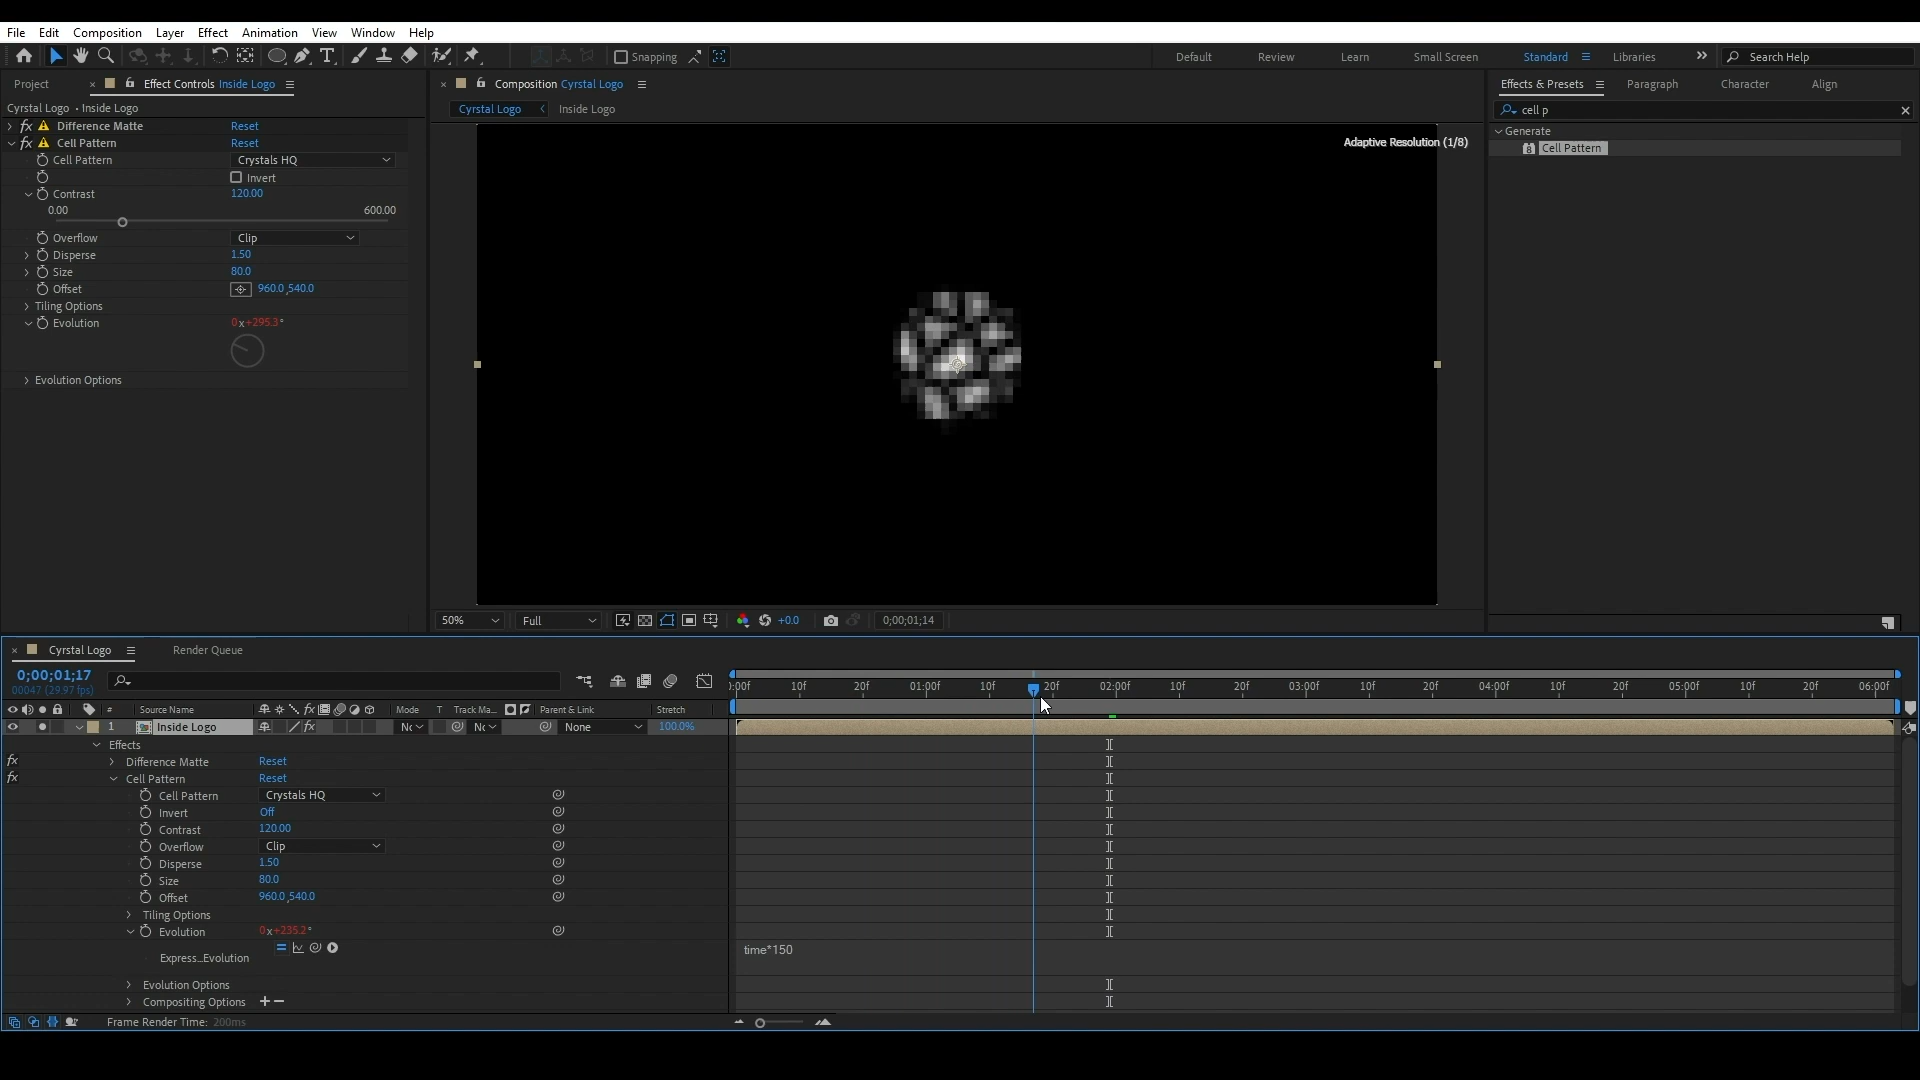 File Edit Composition Layer Effect Animation View Window Help
Snapping Default Review Learn Small Screen Standard Libraries Search Help
Project Effect Controls Inside Logo
Composition Cyrstal Logo
Effects & Presets Paragraph Character Align
Cyrstal Logo • Inside Logo
Cyrstal Logo Inside Logo
cell p
Difference Matte Reset
Generate
Cell Pattern Reset
Adaptive Resolution (1/8)
Cell Pattern
Cell Pattern Crystals HQ
Invert
Contrast 120.00
0.00 600.00
Overflow Clip
Disperse 1.50
Size 80.0
Offset 960.0,540.0
Tiling Options
Evolution 0x+295.3°
Evolution Options
50% Full +0.0 0;00;01;14
Cyrstal Logo Render Queue
0;00;01;17
00047 (29.97 fps)
:00f 10f 20f 01:00f 10f 20f 02:00f 10f 20f 03:00f 10f 20f 04:00f 10f 20f 05:00f 10f 20f 06:00f
# Source Name fx Mode T Track Ma... Parent & Link Stretch
1 Inside Logo fx Nc Nc None 100.0%
Effects
fx Difference Matte Reset
fx Cell Pattern Reset
Cell Pattern Crystals HQ
Invert Off
Contrast 120.00
Overflow Clip
Disperse 1.50
Size 80.0
Offset 960.0,540.0
Tiling Options
Evolution 0x+235.2°
Express...Evolution time*150
Evolution Options
Compositing Options + −
Frame Render Time: 200ms